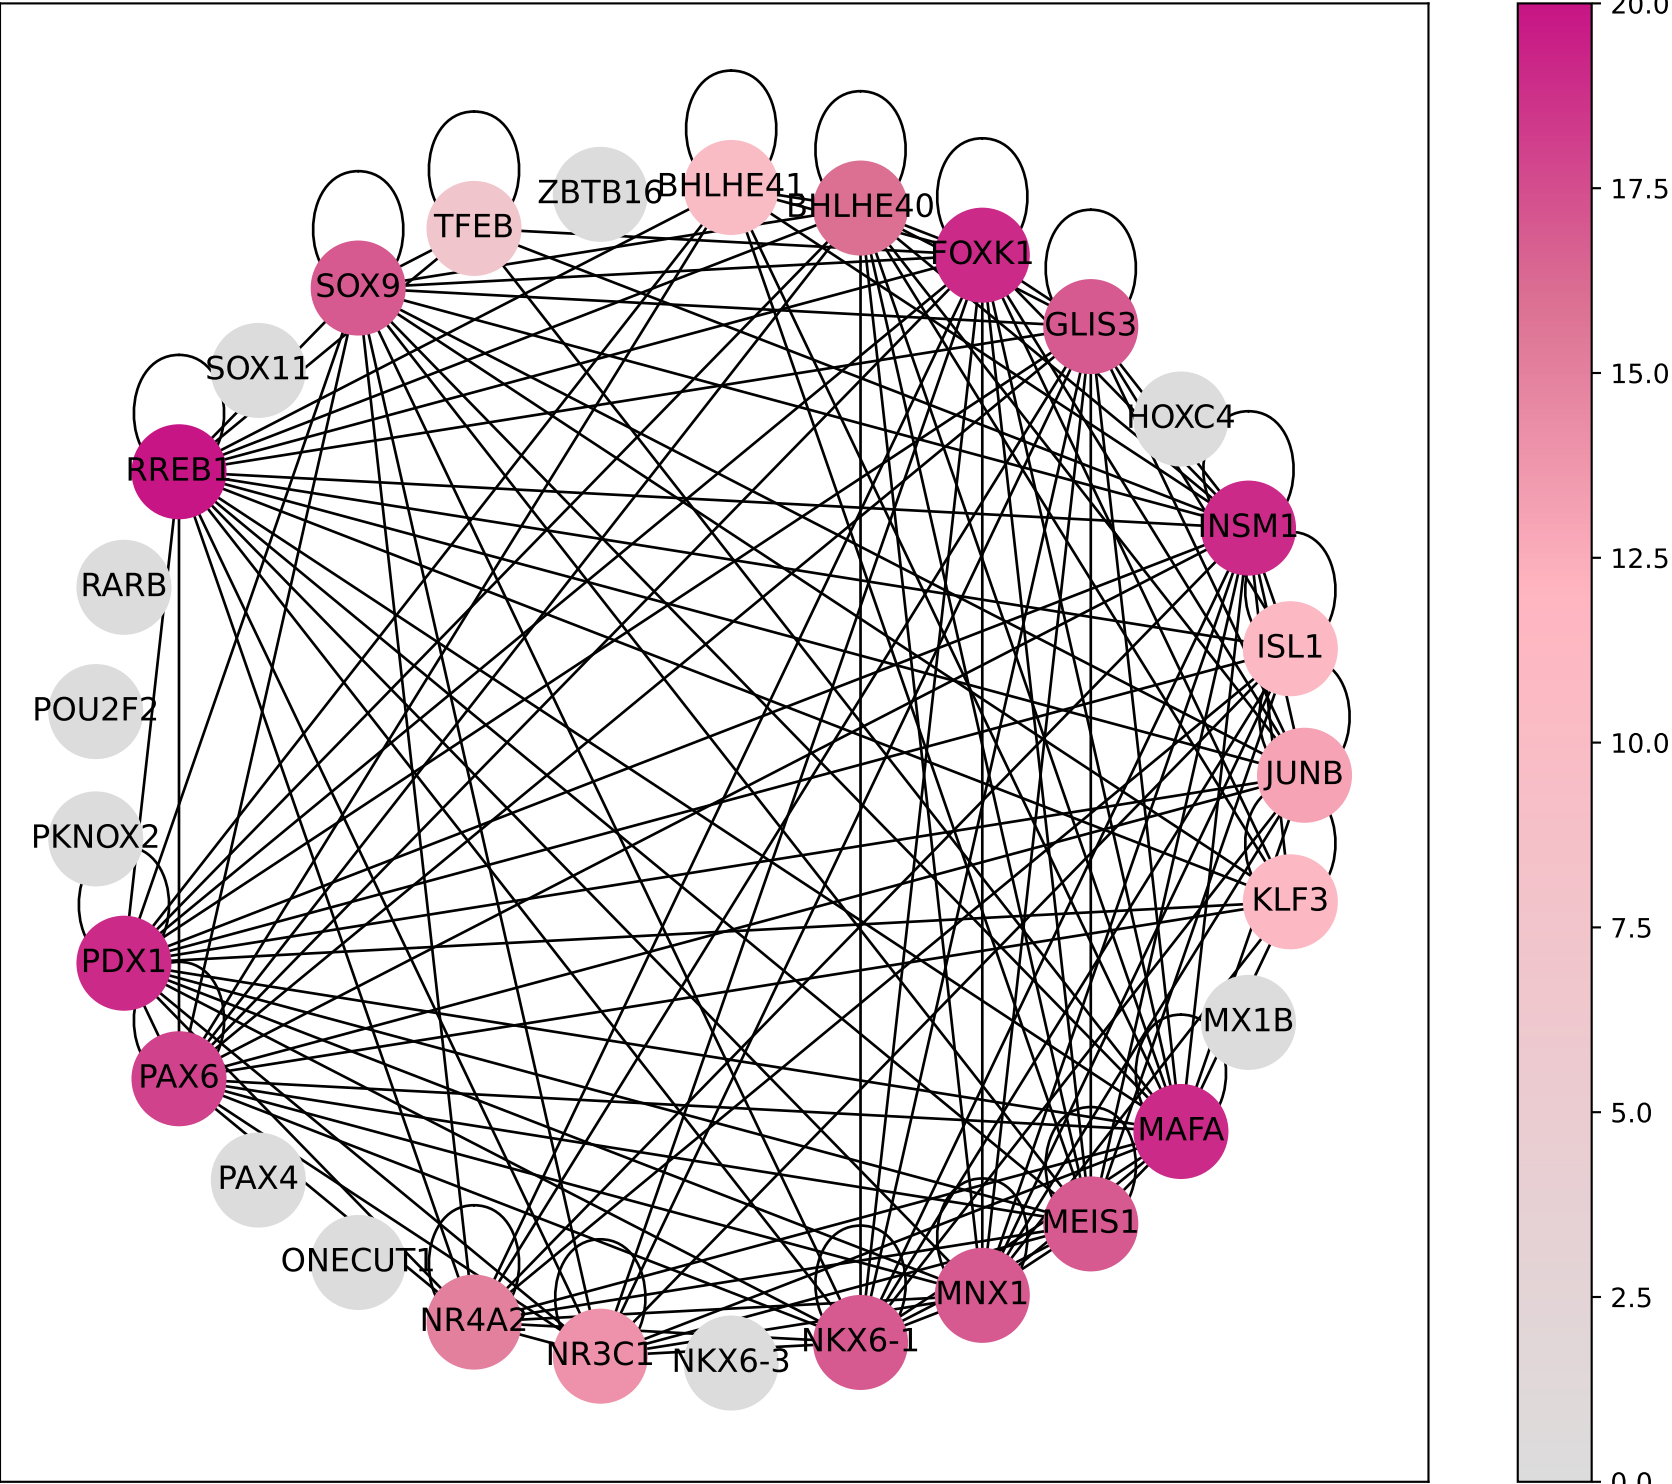 20.0
BHLHE41
ZBTB16
BHLHE40
17.5
TFEB
FOXK1
SOX9
GLIS3
SOX11
15.0
HOXC4
RREB1
INSM1
12.5
RARB
ISL1
POU2F2
10.0
JUNB
PKNOX2
KLF3
7.5
PDX1
MX1B
PAX6
5.0
MAFA
PAX4
MEIS1
ONECUT1
2.5
MNX1
NR4A2
NKX6-1
NR3C1
NKX6-3
0.0